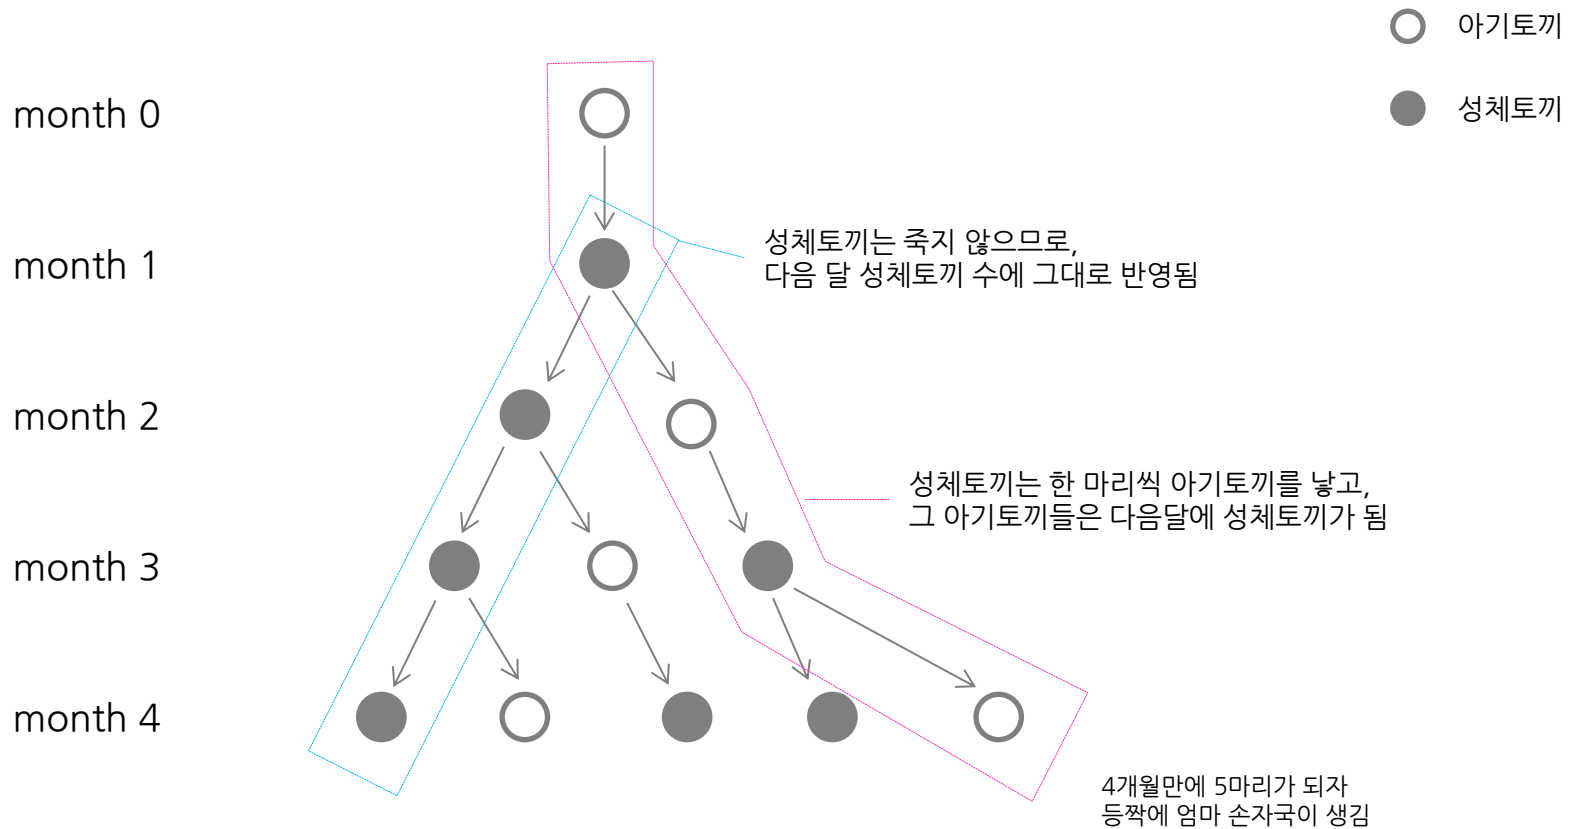 아기토끼
성체토끼
month 0
month 1
성체토끼는 죽지 않으므로,
다음 달 성체토끼 수에 그대로 반영됨
month 2
성체토끼는 한 마리씩 아기토끼를 낳고,
그 아기토끼들은 다음달에 성체토끼가 됨
month 3
month 4
4개월만에 5마리가 되자
등짝에 엄마 손자국이 생김